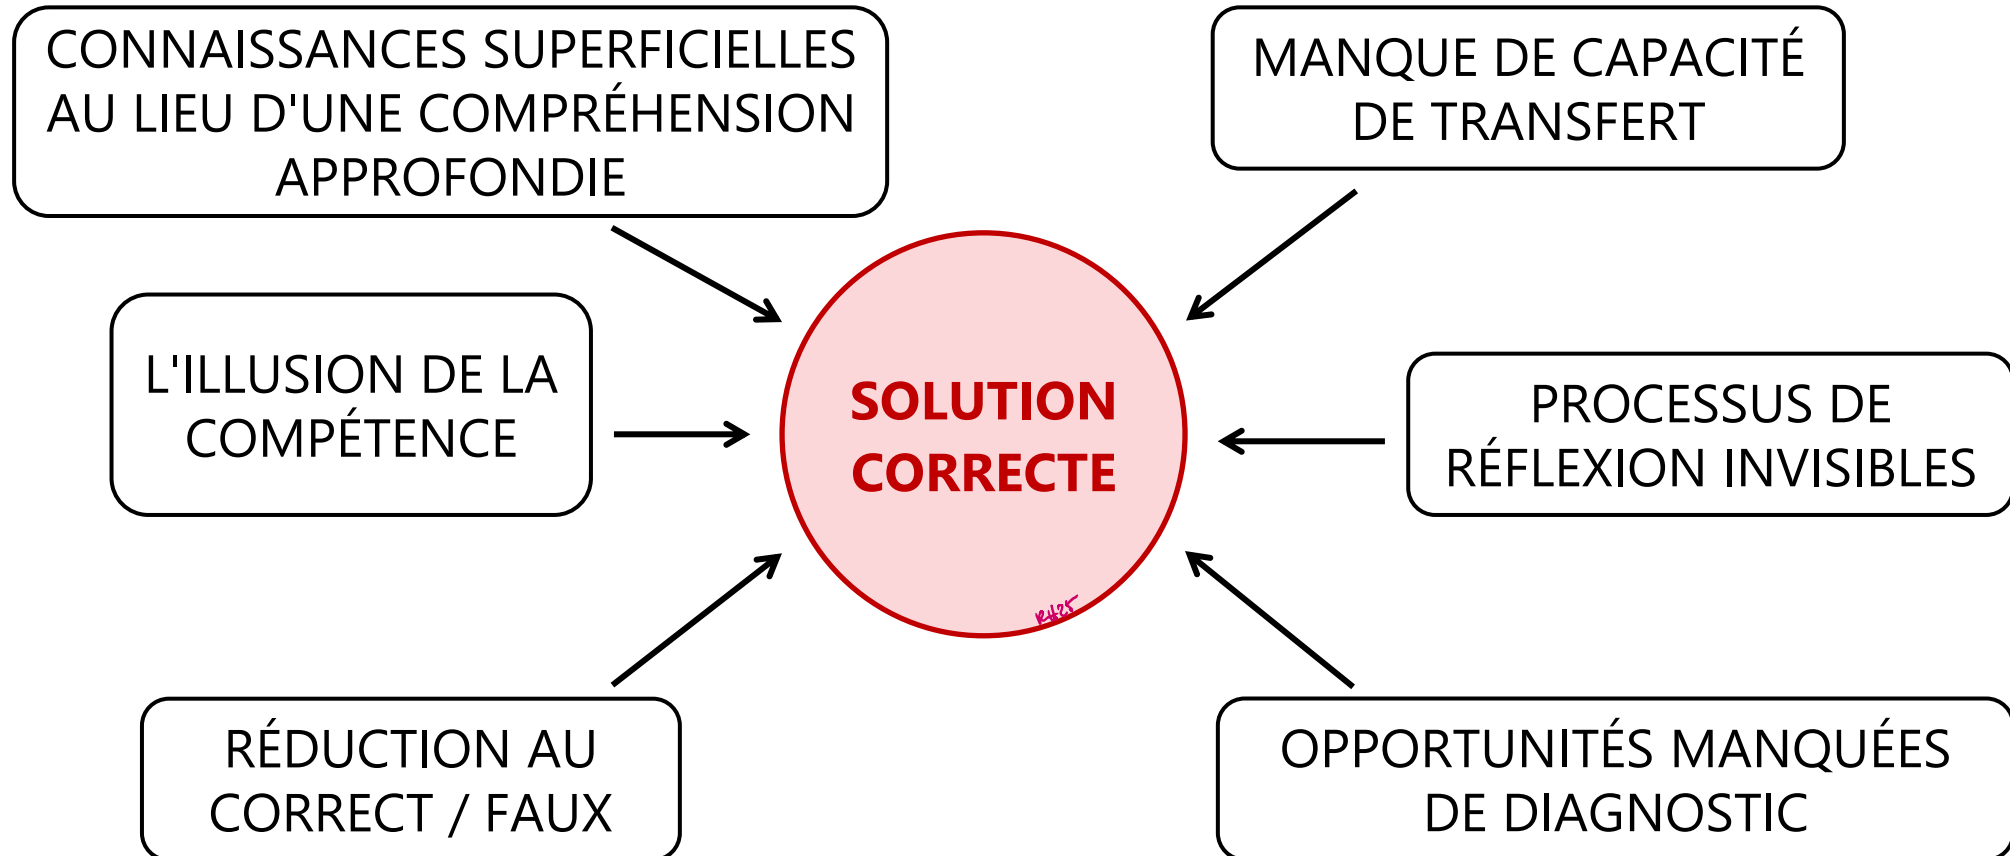 CONNAISSANCES SUPERFICIELLES
AU LIEU D'UNE COMPRÉHENSION
APPROFONDIE
MANQUE DE CAPACITÉ
DE TRANSFERT
L'ILLUSION DE LA
COMPÉTENCE
SOLUTION
CORRECTE
PROCESSUS DE
RÉFLEXION INVISIBLES
RH25
RÉDUCTION AU
CORRECT / FAUX
OPPORTUNITÉS MANQUÉES
DE DIAGNOSTIC